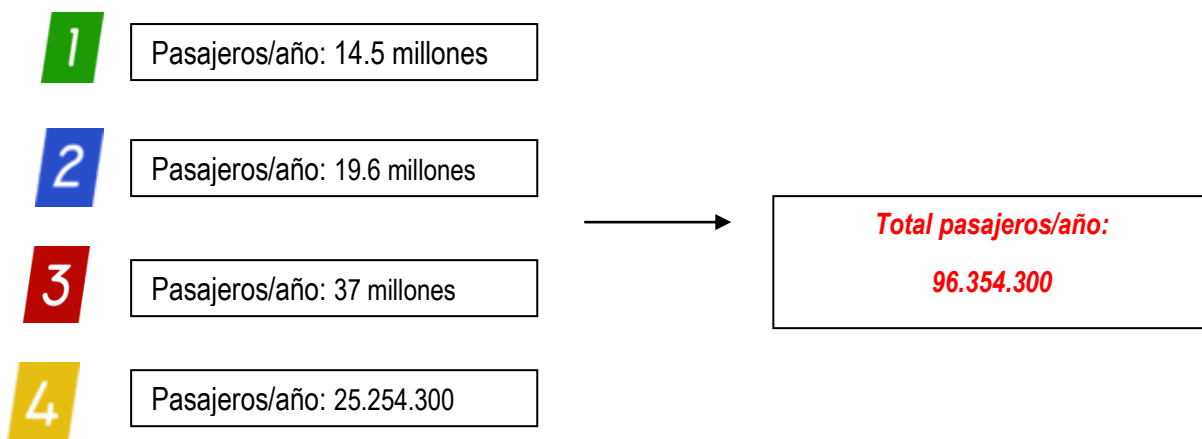 1
Pasajeros/año: 14.5 millones
2
Pasajeros/año: 19.6 millones
3
Pasajeros/año: 37 millones
4
Pasajeros/año: 25.254.300
Total pasajeros/año:
96.354.300